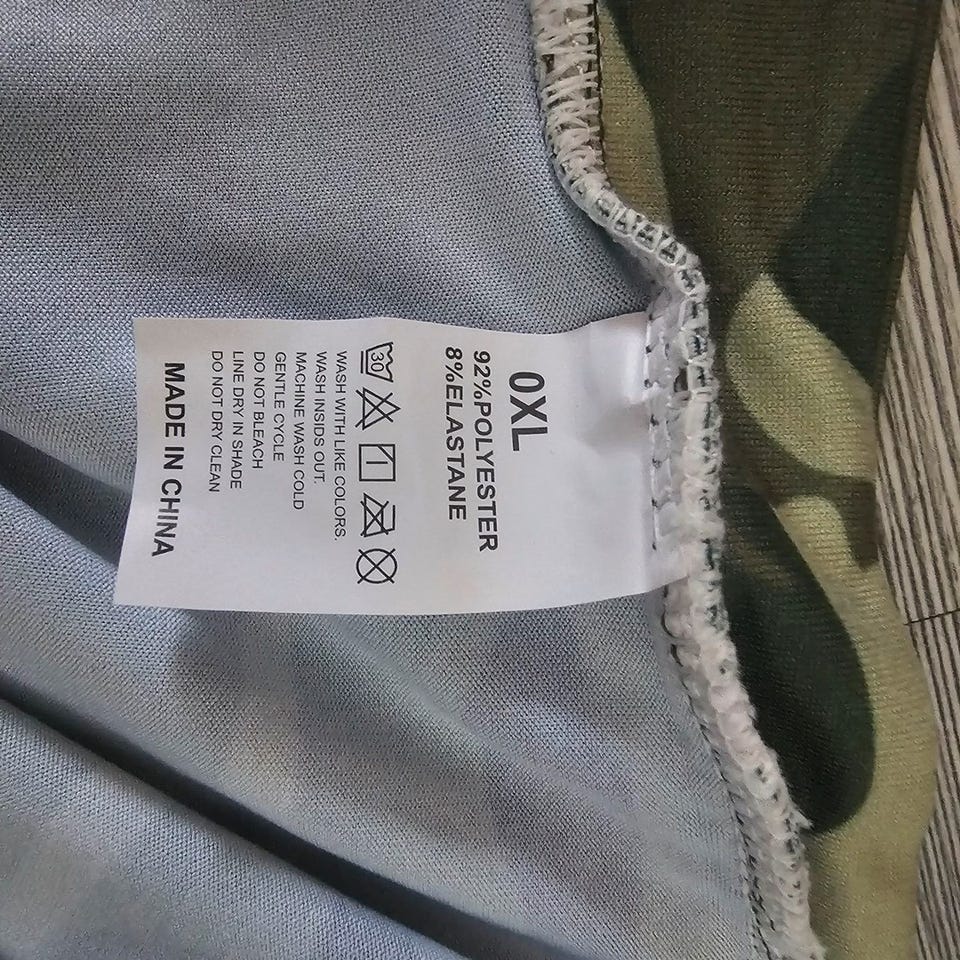 0XL
92%POLYESTER
8%ELASTANE
30
WASH WITH LIKE COLORS.
WASH INSIDS OUT.
MACHINE WASH COLD
GENTLE CYCLE
DO NOT BLEACH
LINE DRY IN SHADE
DO NOT DRY CLEAN
MADE IN CHINA